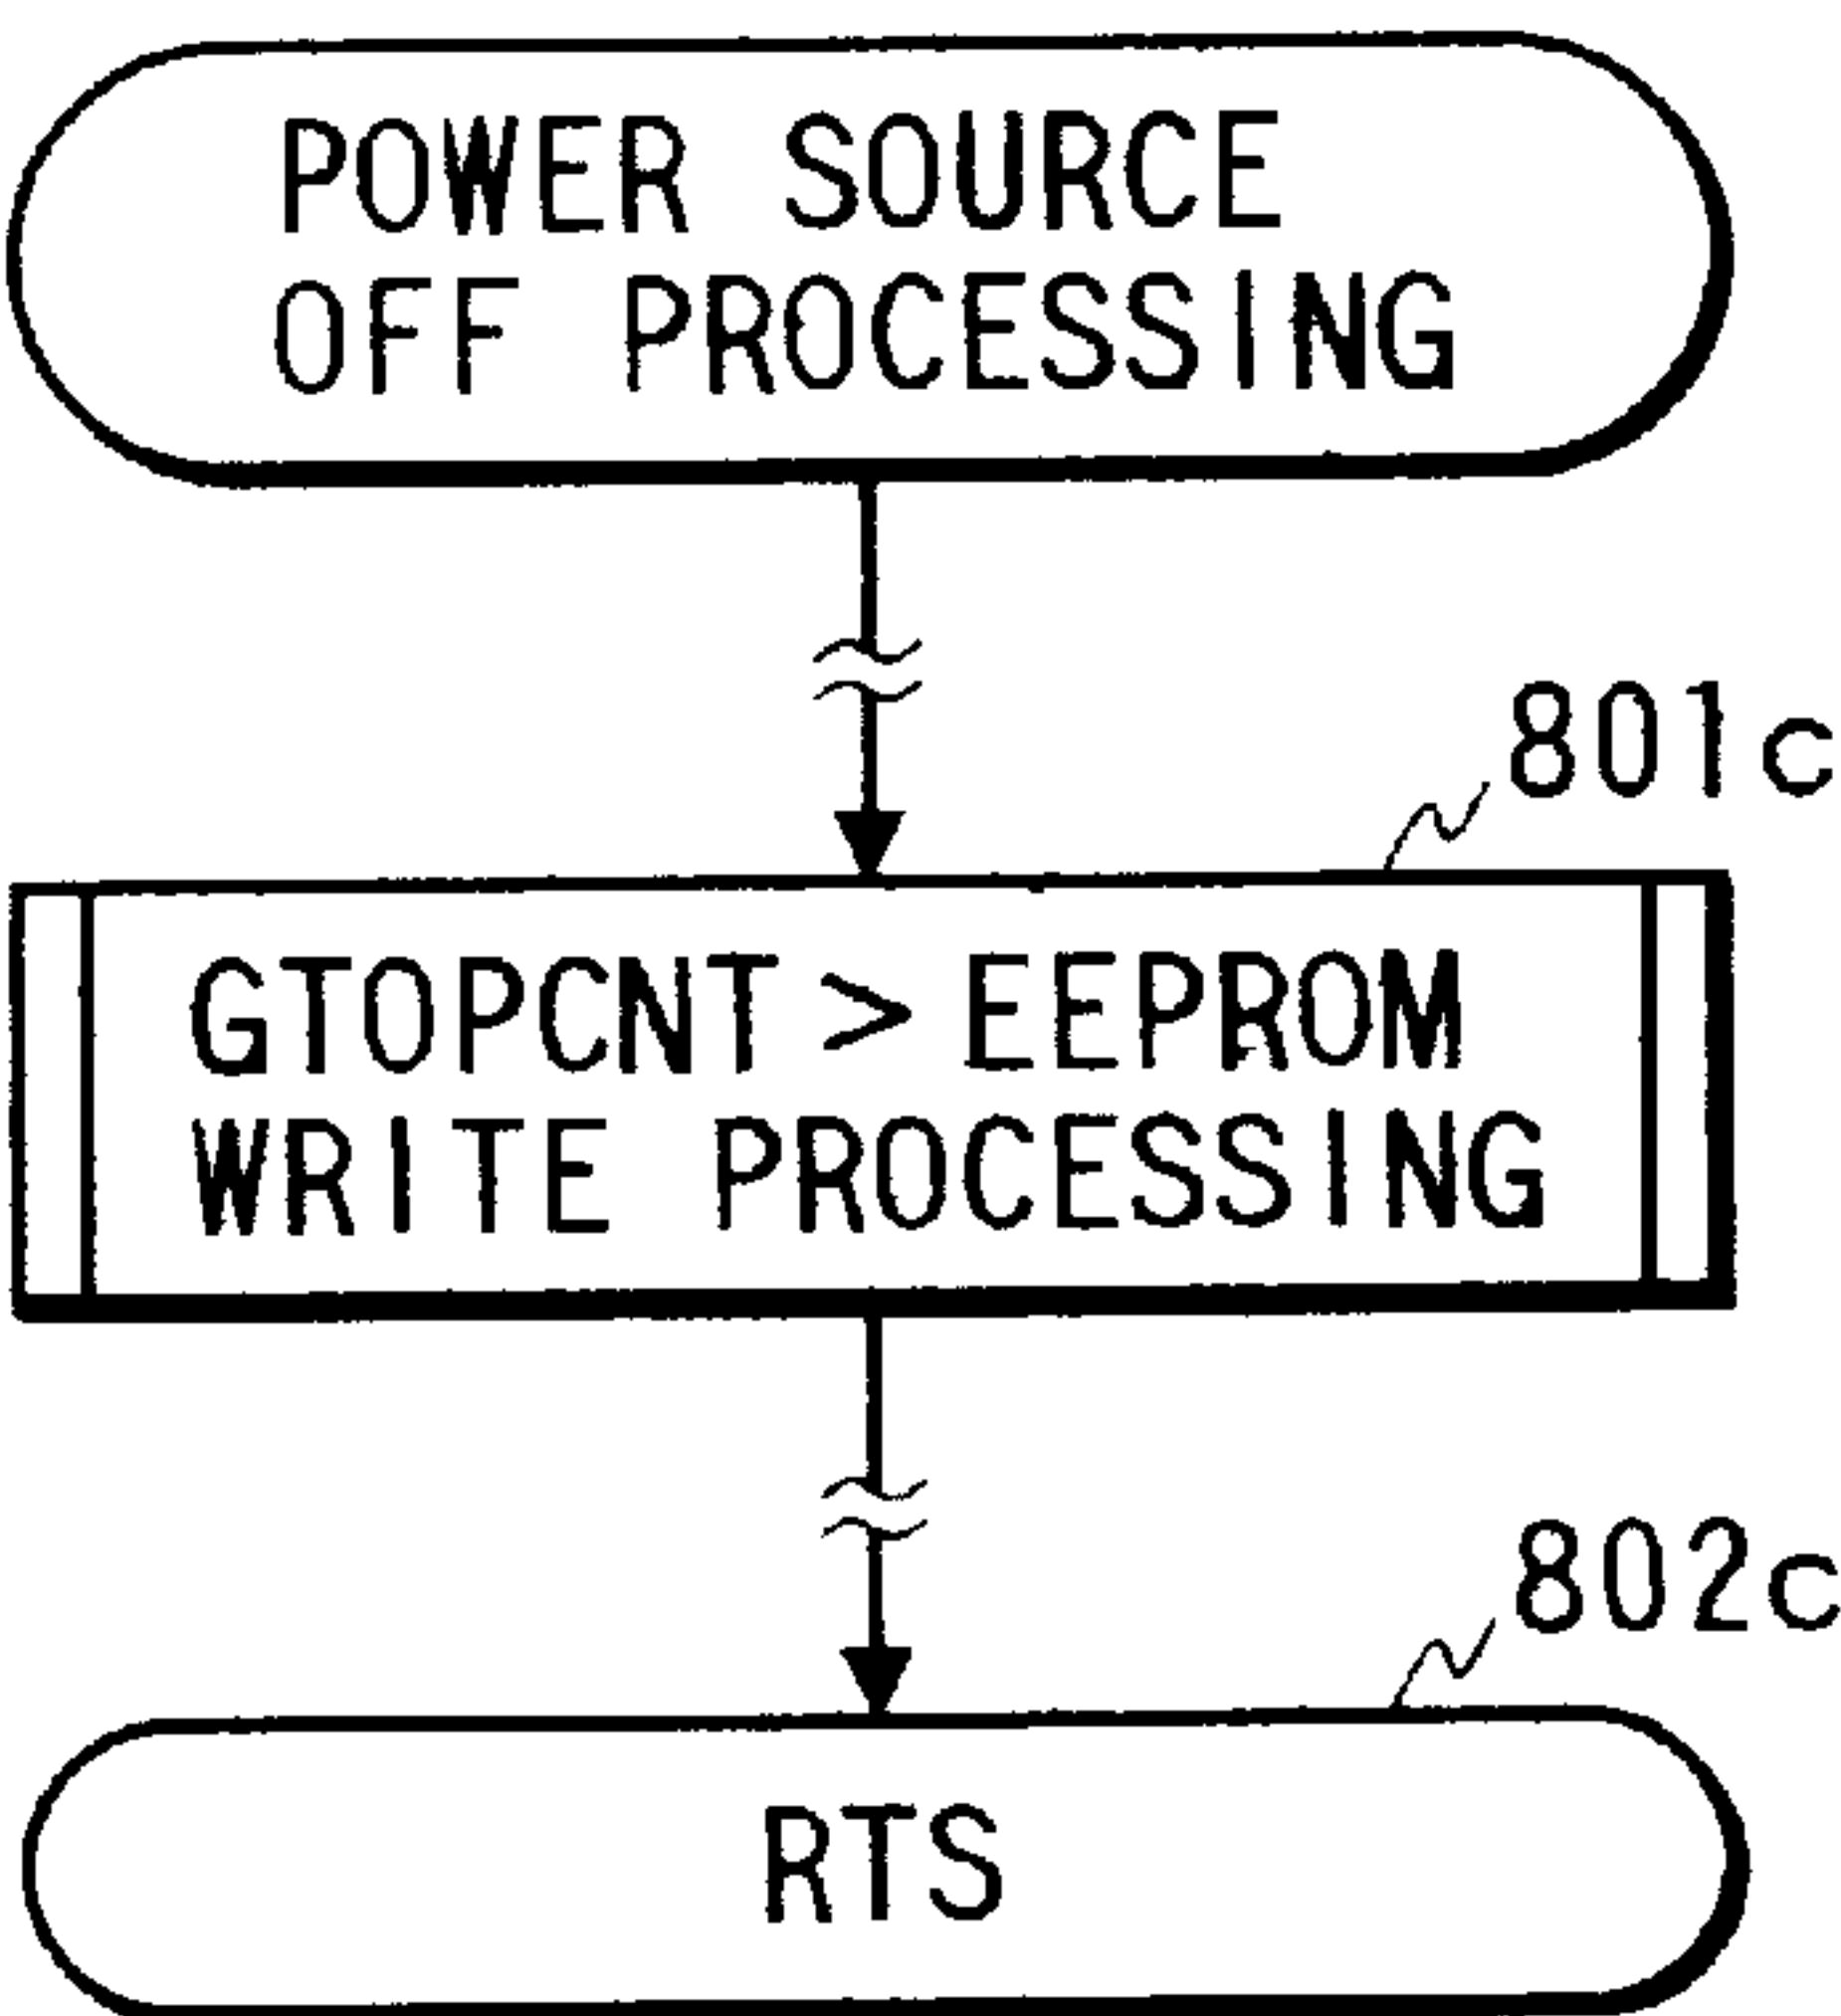 POWER SOURCE
OFF PROCESSING
801c
GTOPCNT > EEPROM
WRITE PROCESSING
802c
RTS